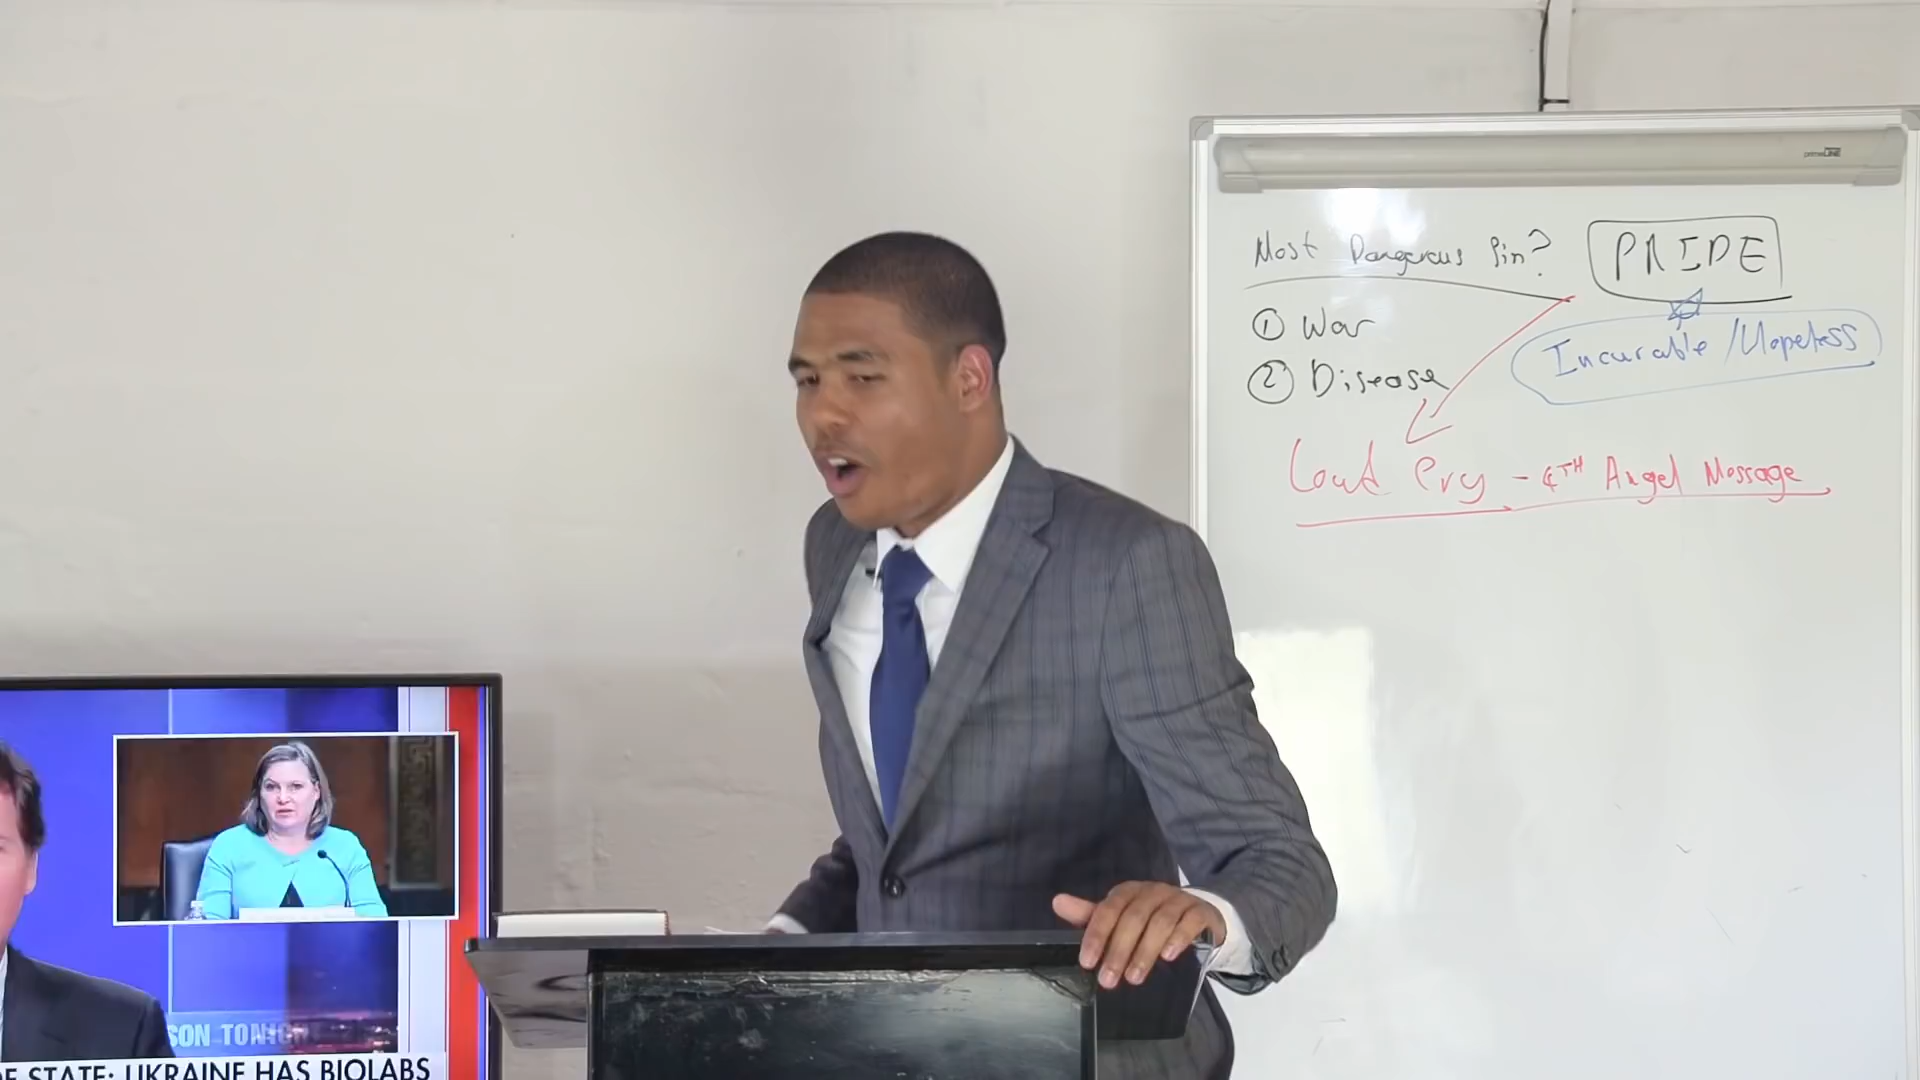 primeLINE
Most Dangerous Sin? PRIDE
① War
② Disease
Incurable / Hopeless
Loud Cry - 4TH Angel Message
SON TONIGHT
OF STATE: UKRAINE HAS BIOLABS